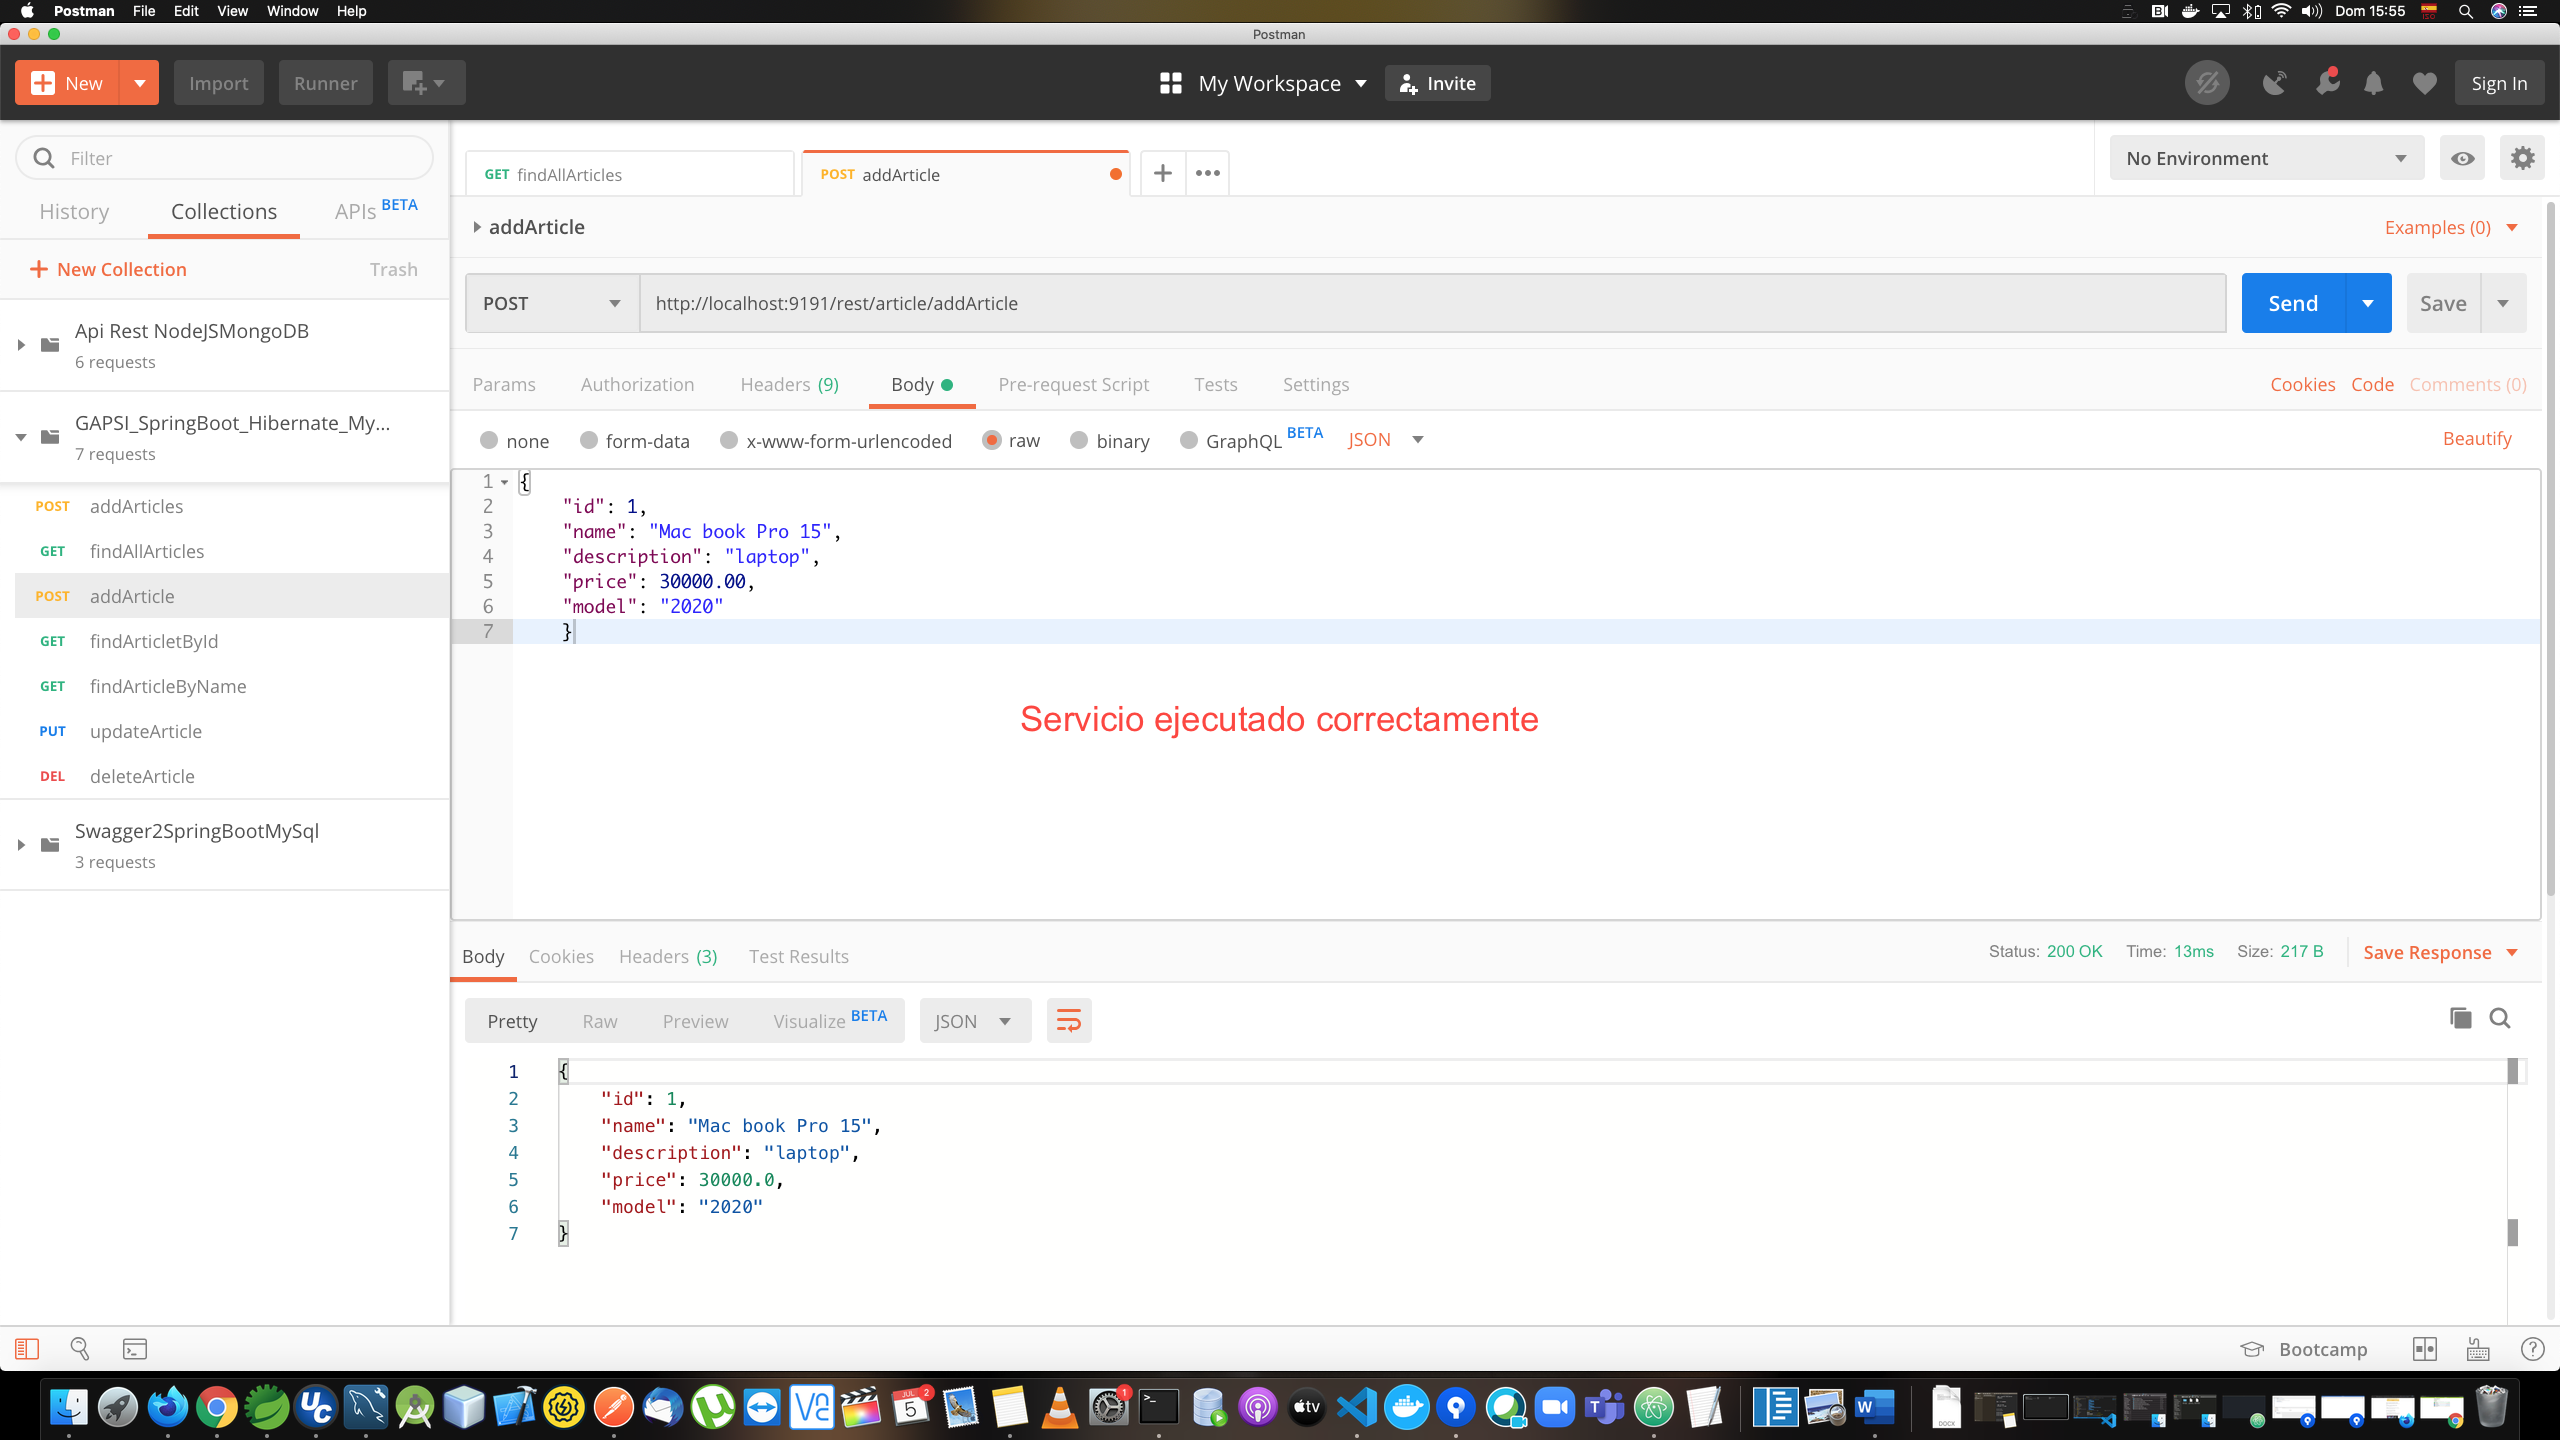 Postman File Edit View Window Help
Dom 15:55
Postman
New Import Runner My Workspace Invite Sign In
Filter
GET findAllArticles
POST addArticle
No Environment
History Collections APIs BETA
addArticle
Examples (0)
New Collection Trash
POST http://localhost:9191/rest/article/addArticle Send Save
Api Rest NodeJSMongoDB
6 requests
Params Authorization Headers (9) Body Pre-request Script Tests Settings Cookies Code Comments (0)
GAPSI_SpringBoot_Hibernate_My...
7 requests
none form-data x-www-form-urlencoded raw binary GraphQL BETA JSON Beautify
POST addArticles
GET findAllArticles
POST addArticle
GET findArticletById
GET findArticleByName
PUT updateArticle
DEL deleteArticle
Swagger2SpringBootMySql
3 requests
1 {
2 "id": 1,
3 "name": "Mac book Pro 15",
4 "description": "laptop",
5 "price": 30000.00,
6 "model": "2020"
7 }
Servicio ejecutado correctamente
Body Cookies Headers (3) Test Results Status: 200 OK Time: 13ms Size: 217 B Save Response
Pretty Raw Preview Visualize BETA JSON
1 {
2 "id": 1,
3 "name": "Mac book Pro 15",
4 "description": "laptop",
5 "price": 30000.0,
6 "model": "2020"
7 }
Bootcamp
JUL
5
2
1
tv
DOCX